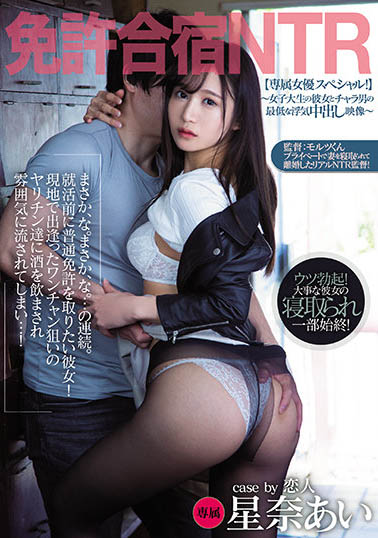 免許合宿NTR
【専属女優スペシャル!】
~女子大生の彼女とチャラ男の
最低な浮気中出し映像~
監督:モルツくん
プライベートで妻を寝取られて
離婚したリアルNTR監督!
まさか、な。まさか、な。の連続。
就活前に普通免許を取りたい彼女!
現地で出逢ったワンチャン狙いの
ヤリチン達に酒を飲まされ
雰囲気に流されてしまい…!
ウソ勃起!
大事な彼女の
寝取られ
一部始終!
case by 恋人
専属
星奈あい